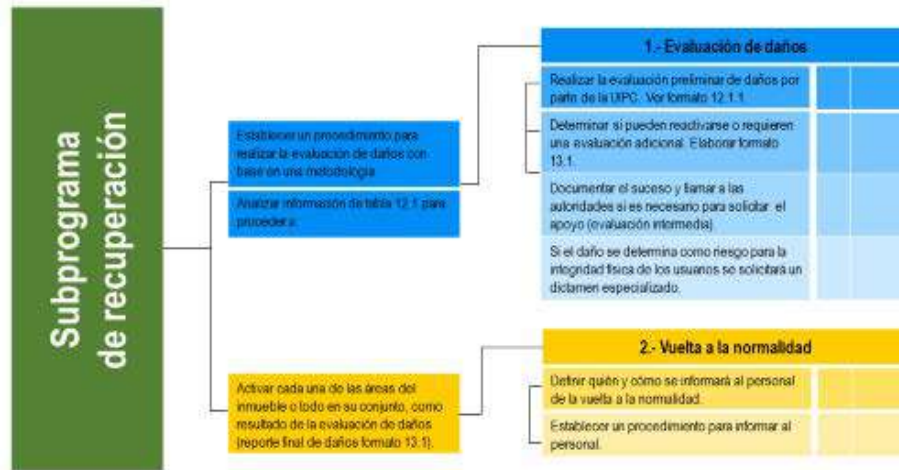 Subprograma
de recuperación
Establecer un procedimiento para
realizar la evaluación de daños con
base en una metodología
Analizar información de tabla 12.1 para
proceder a:
1.- Evaluación de daños
Realizar la evaluación preliminar de daños por
parte de la UIPC. Ver formato 12.1.1
Determinar si pueden reactivarse o requieren
una evaluación adicional. Elaborar formato
13.1.
Documentar el suceso y llamar a las
autoridades si es necesario para solicitar el
apoyo (evaluación intermedia).
Si el daño se determina como riesgo para la
integridad física de los usuarios se solicitará un
dictamen especializado.
Activar cada una de las áreas del
inmueble o todo en su conjunto, como
resultado de la evaluación de daños
(reporte final de daños formato 13.1).
2.- Vuelta a la normalidad
Definir quién y cómo se informará al personal
de la vuelta a la normalidad.
Establecer un procedimiento para informar al
personal.